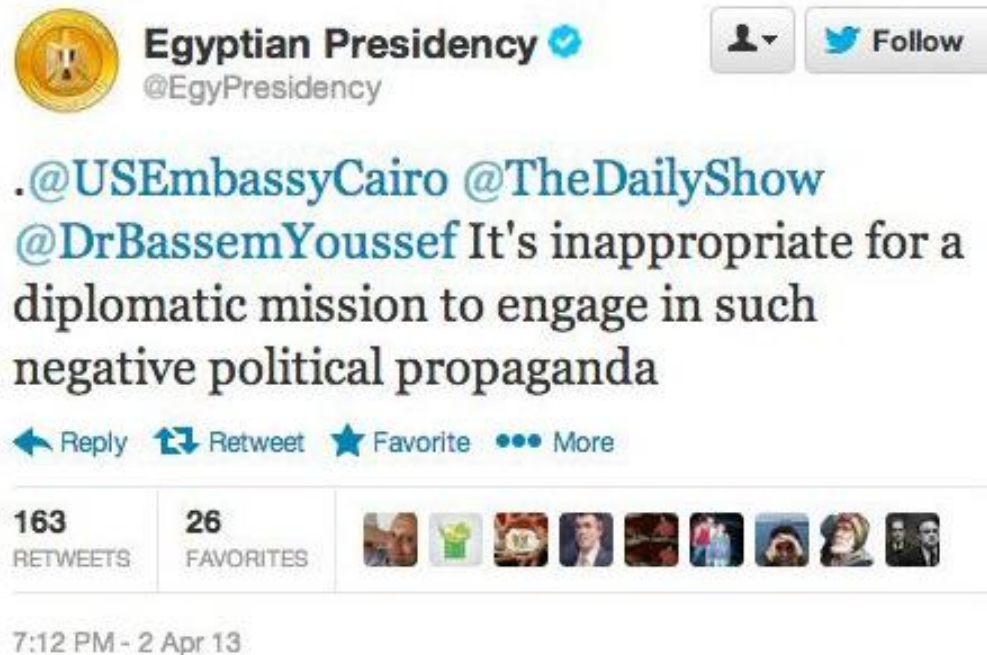 Egyptian Presidency
Follow
@EgyPresidency
.@USEmbassyCairo @TheDailyShow
@DrBassemYoussef It's inappropriate for a
diplomatic mission to engage in such
negative political propaganda
Reply Retweet Favorite More
163 26
RETWEETS FAVORITES
7:12 PM - 2 Apr 13